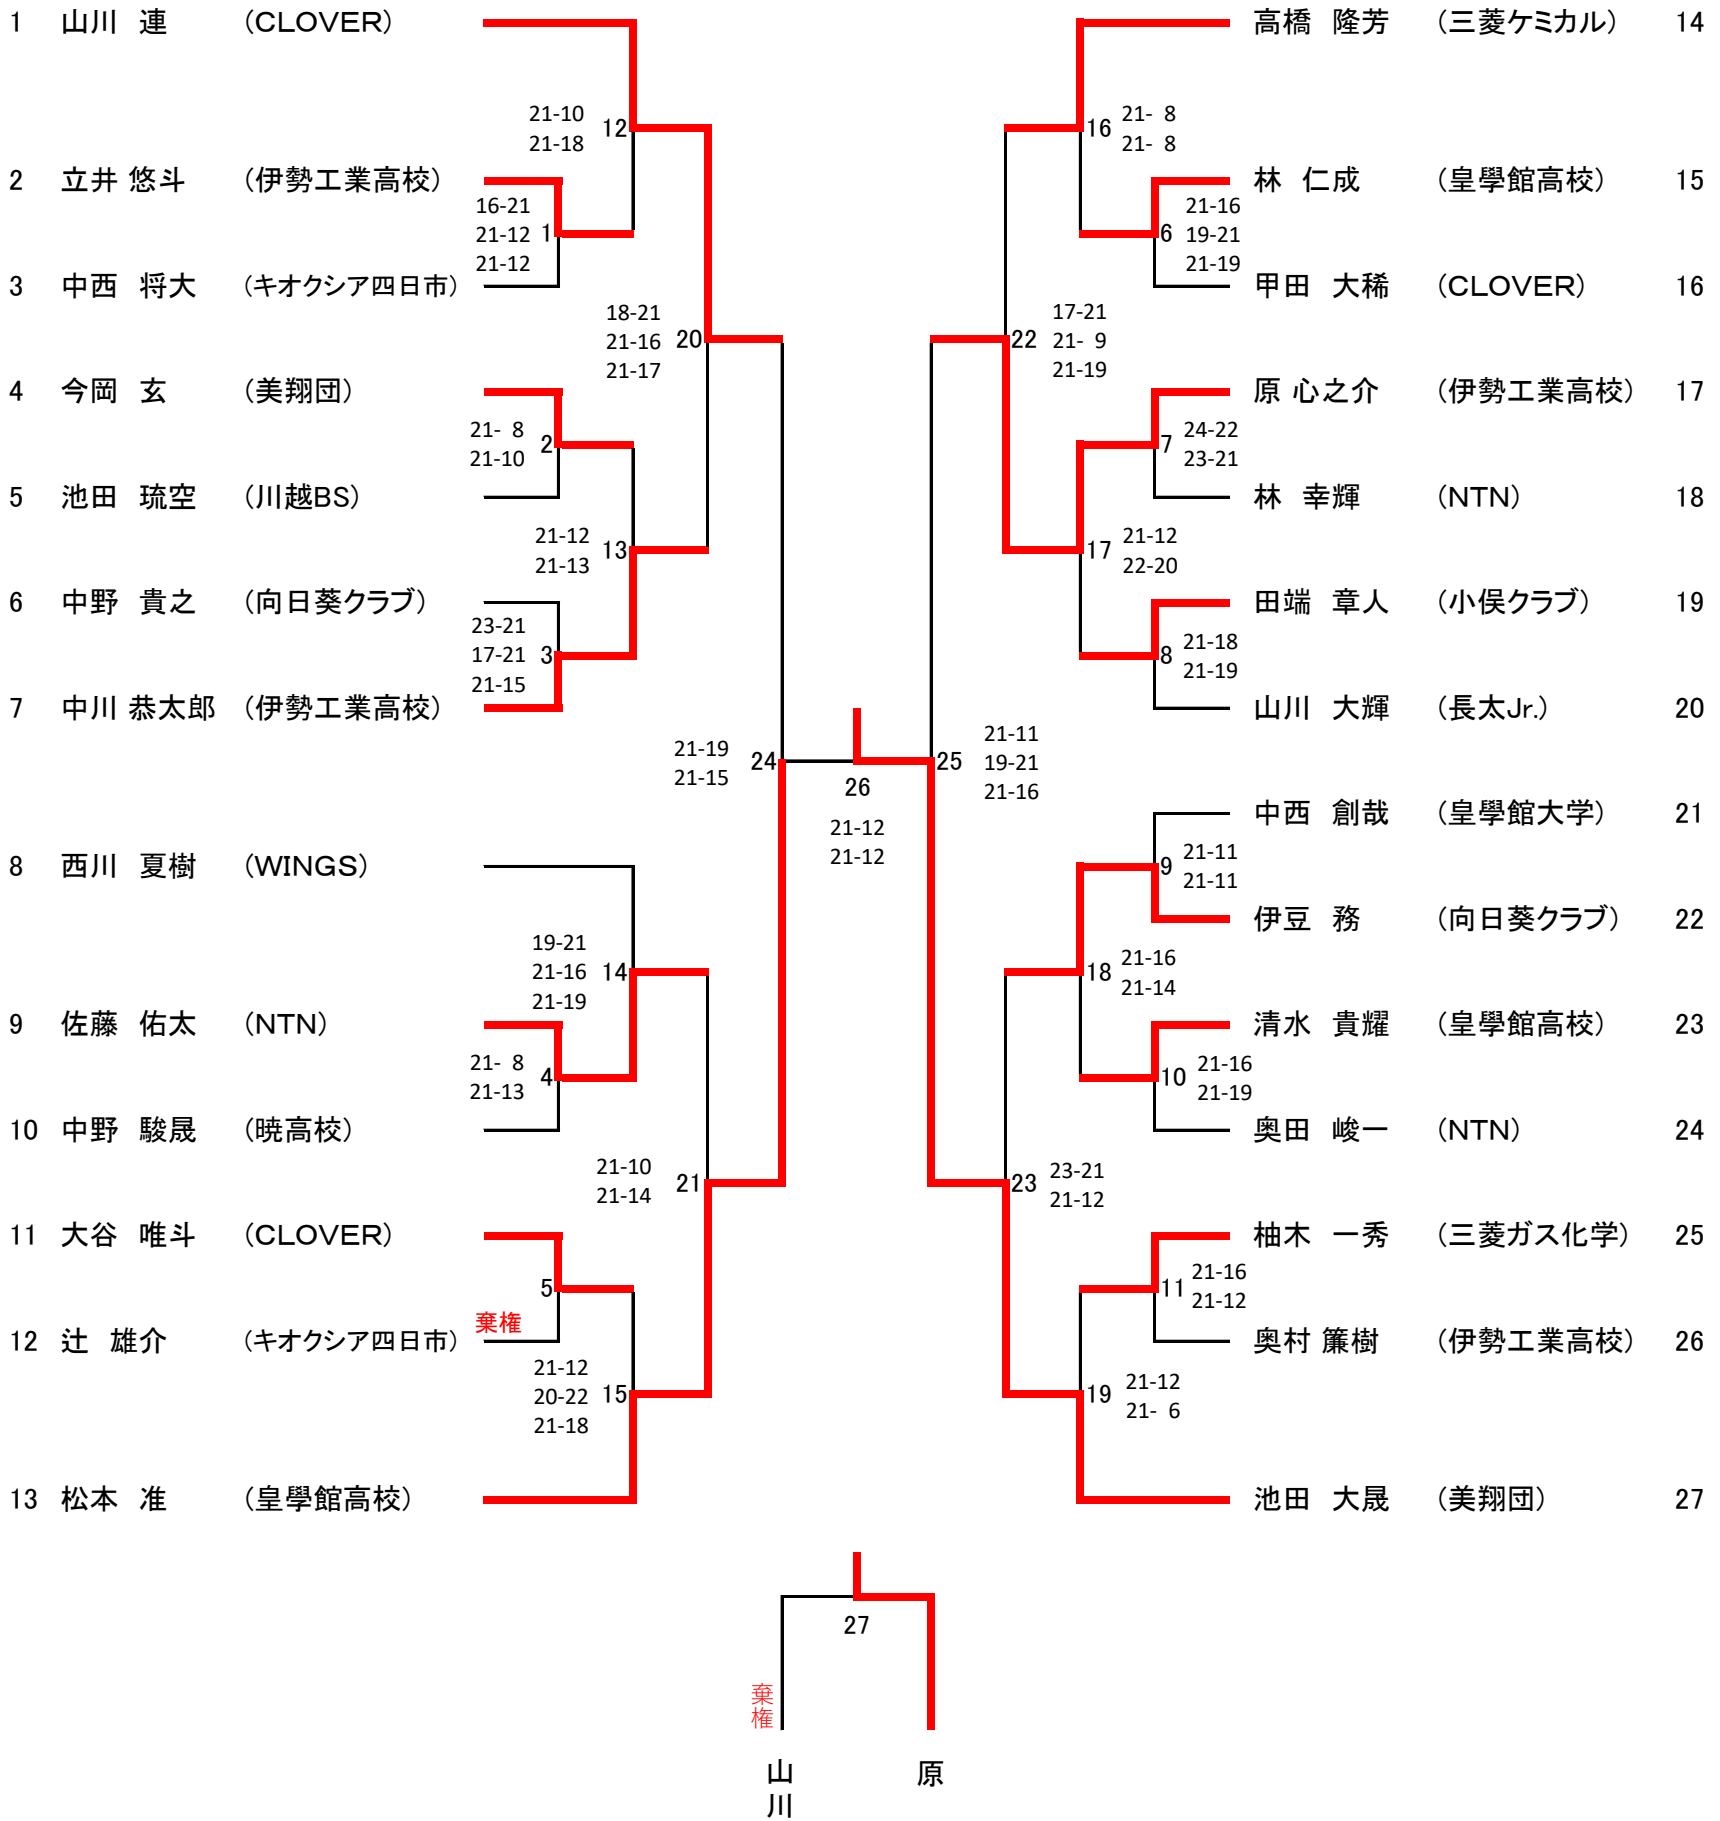 1 山川 連 (CLOVER)
21-10
21-18
12
2 立井 悠斗 (伊勢工業高校)
16-21
21-12
21-12
1
3 中西 将大 (キオクシア四日市)
18-21
21-16
21-17
20
4 今岡 玄 (美翔団)
21- 8
21-10
2
5 池田 琉空 (川越BS)
21-12
21-13
13
6 中野 貴之 (向日葵クラブ)
23-21
17-21
21-15
3
7 中川 恭太郎 (伊勢工業高校)
21-19
21-15
24
8 西川 夏樹 (WINGS)
19-21
21-16
21-19
14
9 佐藤 佑太 (NTN)
21- 8
21-13
4
10 中野 駿晟 (暁高校)
21-10
21-14
21
11 大谷 唯斗 (CLOVER)
5
棄権
12 辻 雄介 (キオクシア四日市)
21-12
20-22
21-18
15
13 松本 准 (皇學館高校)
26
21-12
21-12
高橋 隆芳 (三菱ケミカル) 14
16
21- 8
21- 8
林 仁成 (皇學館高校) 15
6
21-16
19-21
21-19
甲田 大稀 (CLOVER) 16
22
17-21
21- 9
21-19
原 心之介 (伊勢工業高校) 17
7
24-22
23-21
林 幸輝 (NTN) 18
17
21-12
22-20
田端 章人 (小俣クラブ) 19
8
21-18
21-19
山川 大輝 (長太Jr.) 20
25
21-11
19-21
21-16
中西 創哉 (皇學館大学) 21
9
21-11
21-11
伊豆 務 (向日葵クラブ) 22
18
21-16
21-14
清水 貴耀 (皇學館高校) 23
10
21-16
21-19
奥田 峻一 (NTN) 24
23
23-21
21-12
柚木 一秀 (三菱ガス化学) 25
11
21-16
21-12
奥村 簾樹 (伊勢工業高校) 26
19
21-12
21- 6
池田 大晟 (美翔団) 27
27
棄権
山川
原